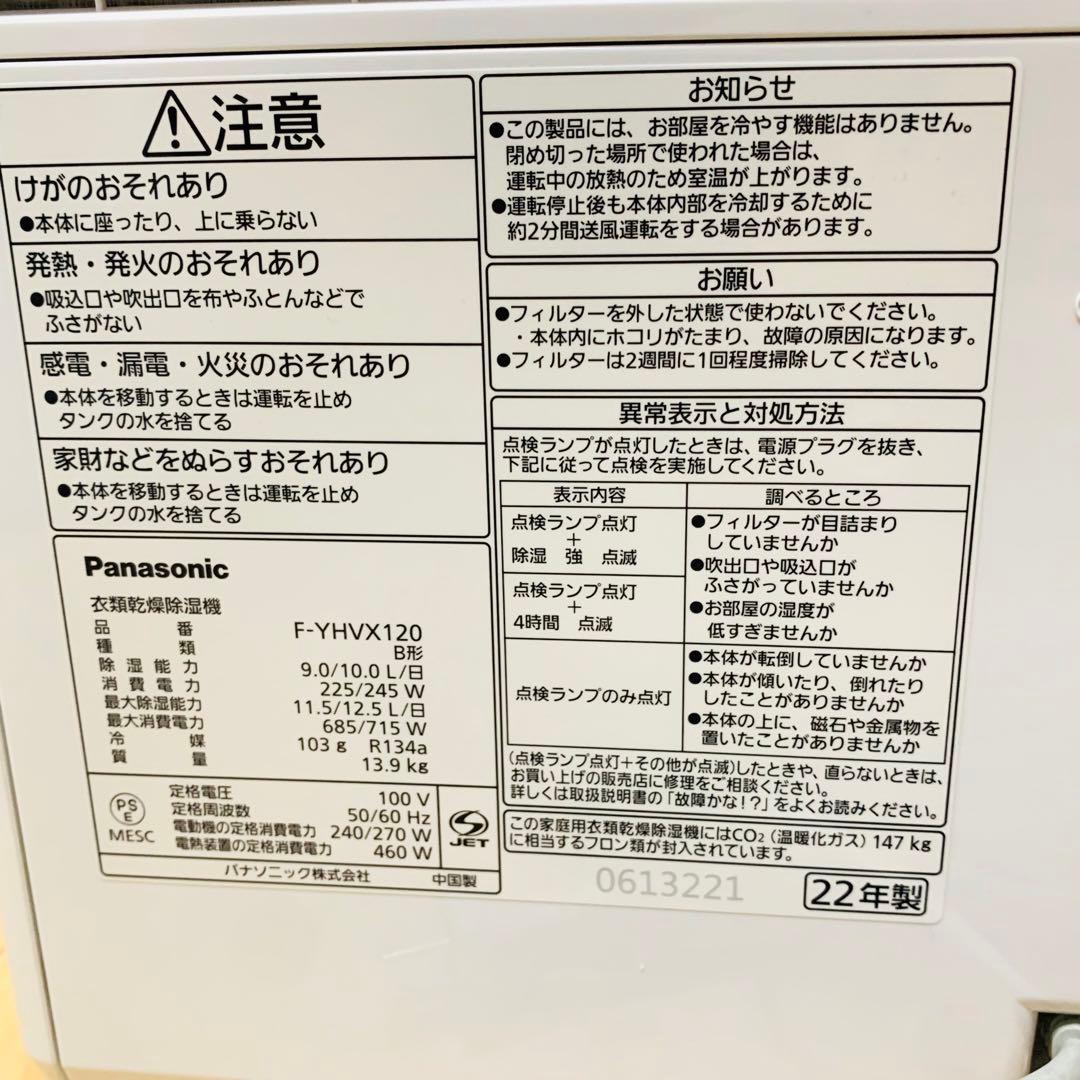 注意
けがのおそれあり
●本体に座ったり、上に乗らない
発熱・発火のおそれあり
●吸込口や吹出口を布やふとんなどで
ふさがない
感電・漏電・火災のおそれあり
●本体を移動するときは運転を止め
タンクの水を捨てる
家財などをぬらすおそれあり
●本体を移動するときは運転を止め
タンクの水を捨てる
Panasonic
衣類乾燥除湿機
品番 F-YHVX120
種類 B形
除湿能力 9.0/10.0 L/日
消費電力 225/245 W
最大除湿能力 11.5/12.5 L/日
最大消費電力 685/715 W
冷媒 103 g R134a
質量 13.9 kg
PS
E
MESC
定格電圧 100 V
定格周波数 50/60 Hz
電動機の定格消費電力 240/270 W
電熱装置の定格消費電力 460 W
JET
パナソニック株式会社 中国製
お知らせ
●この製品には、お部屋を冷やす機能はありません。
閉め切った場所で使われた場合は、
運転中の放熱のため室温が上がります。
●運転停止後も本体内部を冷却するために
約2分間送風運転をする場合があります。
お願い
●フィルターを外した状態で使わないでください。
・本体内にホコリがたまり、故障の原因になります。
●フィルターは2週間に1回程度掃除してください。
異常表示と対処方法
点検ランプが点灯したときは、電源プラグを抜き、
下記に従って点検を実施してください。
表示内容 調べるところ
点検ランプ点灯
+
除湿 強 点滅
点検ランプ点灯
+
4時間 点滅
●フィルターが目詰まり
していませんか
●吹出口や吸込口が
ふさがっていませんか
●お部屋の湿度が
低すぎませんか
点検ランプのみ点灯
●本体が転倒していませんか
●本体が傾いたり、倒れたり
したことがありませんか
●本体の上に、磁石や金属物を
置いたことがありませんか
(点検ランプ点灯+その他が点滅)したときや、直らないときは、
お買い上げの販売店に修理をご相談ください。
詳しくは取扱説明書の「故障かな!?」をよくお読みください。
この家庭用衣類乾燥除湿機にはCO₂(温暖化ガス)147 kg
に相当するフロン類が封入されています。
0613221
22年製